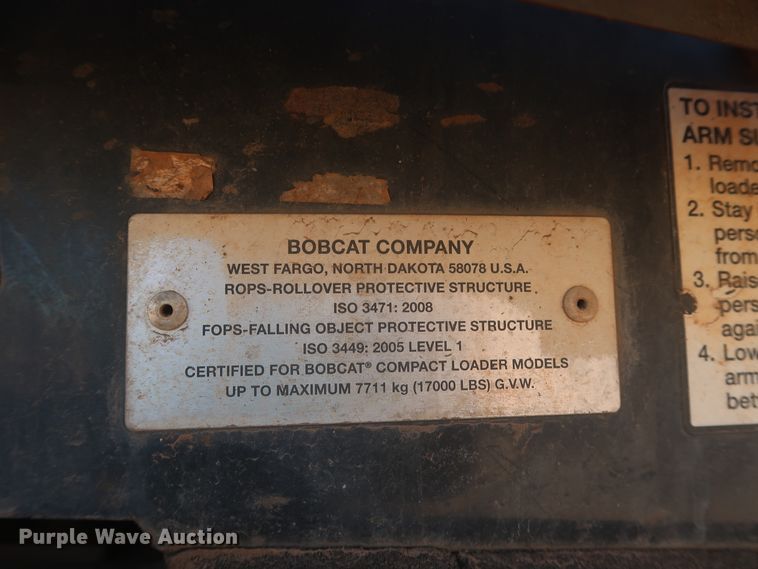 BOBCAT COMPANY
WEST FARGO, NORTH DAKOTA 58078 U.S.A.
ROPS-ROLLOVER PROTECTIVE STRUCTURE
ISO 3471: 2008
FOPS-FALLING OBJECT PROTECTIVE STRUCTURE
ISO 3449: 2005 LEVEL 1
CERTIFIED FOR BOBCAT® COMPACT LOADER MODELS
UP TO MAXIMUM 7711 kg (17000 LBS) G.V.W.
TO INST
ARM S
1. Remo
loade
2. Stay
perso
from
3. Rais
pers
agai
4. Low
arm
bet
Purple Wave Auction